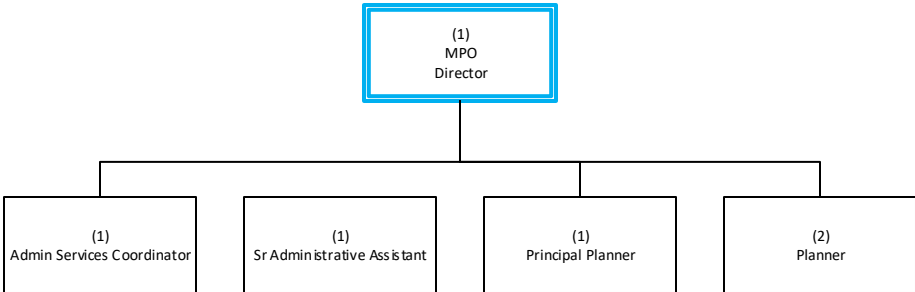 (1)
MPO
Director
(1)
Admin Services Coordinator
(1)
Sr Administrative Assistant
(1)
Principal Planner
(2)
Planner